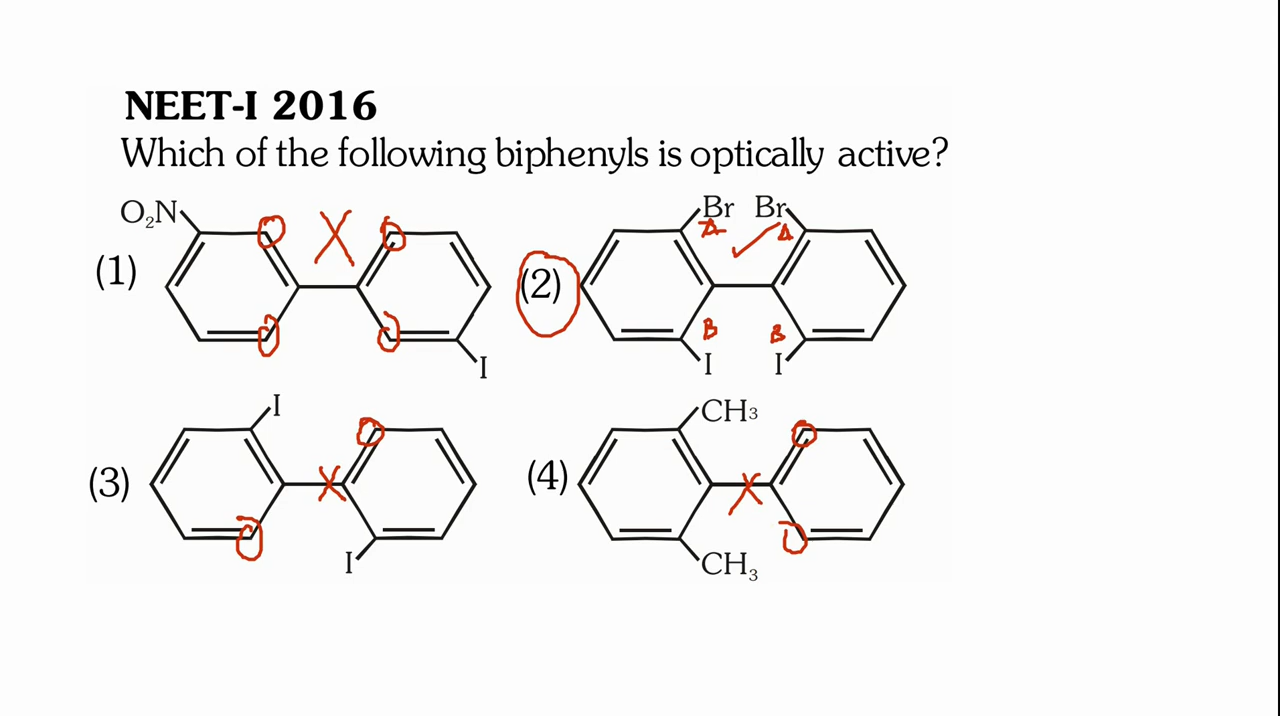 NEET-I 2016
Which of the following biphenyls is optically active?
O₂N
(1)
I
Br Br
A A
(2)
B B
I I
I
(3)
I
CH₃
(4)
CH₃